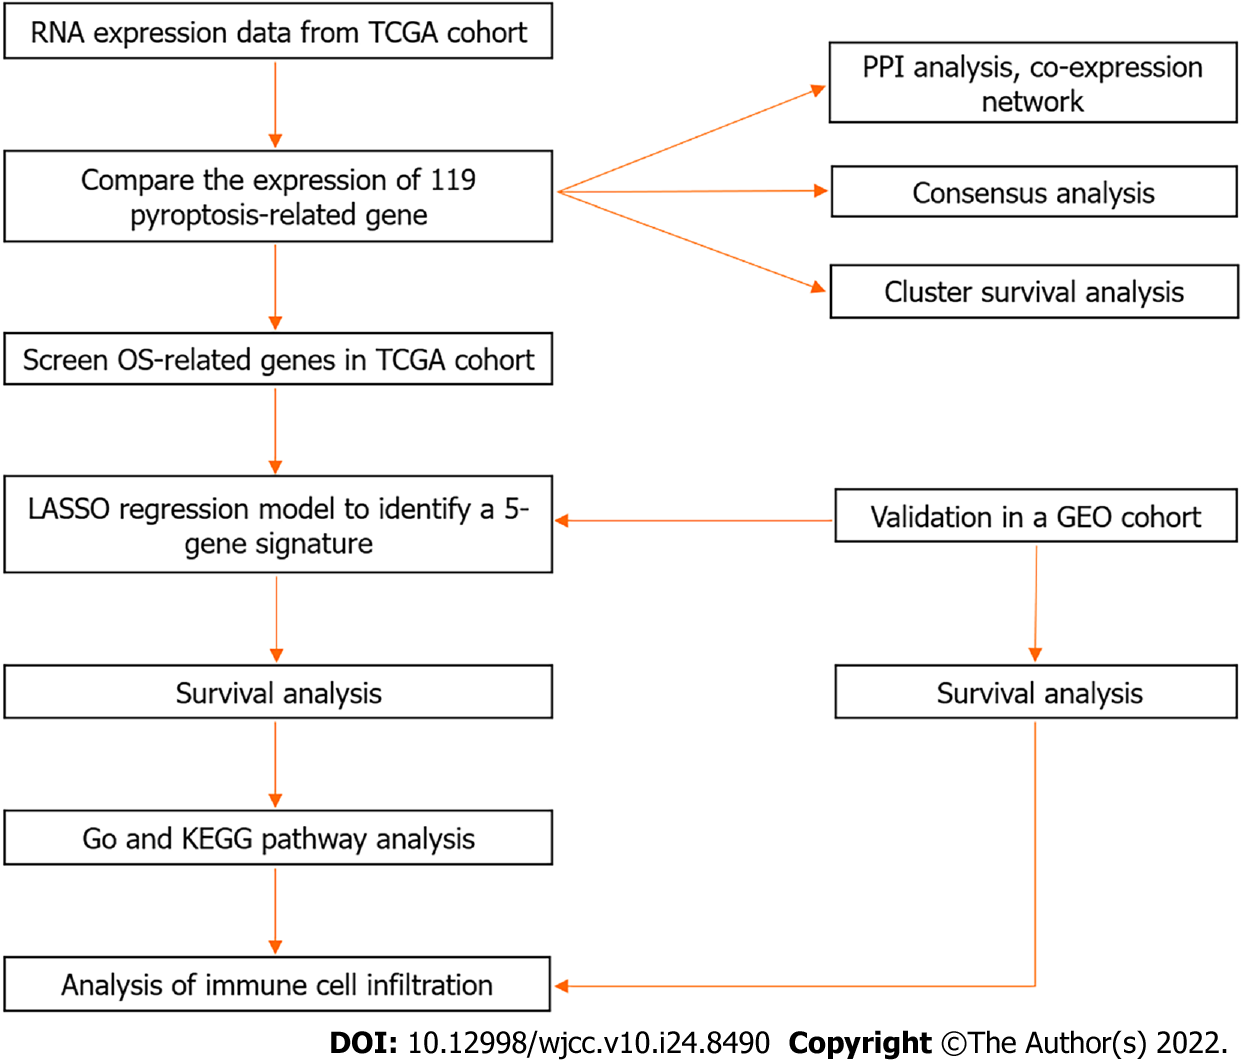 RNA expression data from TCGA cohort
PPI analysis, co-expression
network
Compare the expression of 119
pyroptosis-related gene
Consensus analysis
Cluster survival analysis
Screen OS-related genes in TCGA cohort
LASSO regression model to identify a 5-
gene signature
Validation in a GEO cohort
Survival analysis
Survival analysis
Go and KEGG pathway analysis
Analysis of immune cell infiltration
DOI: 10.12998/wjcc.v10.i24.8490 Copyright ©The Author(s) 2022.